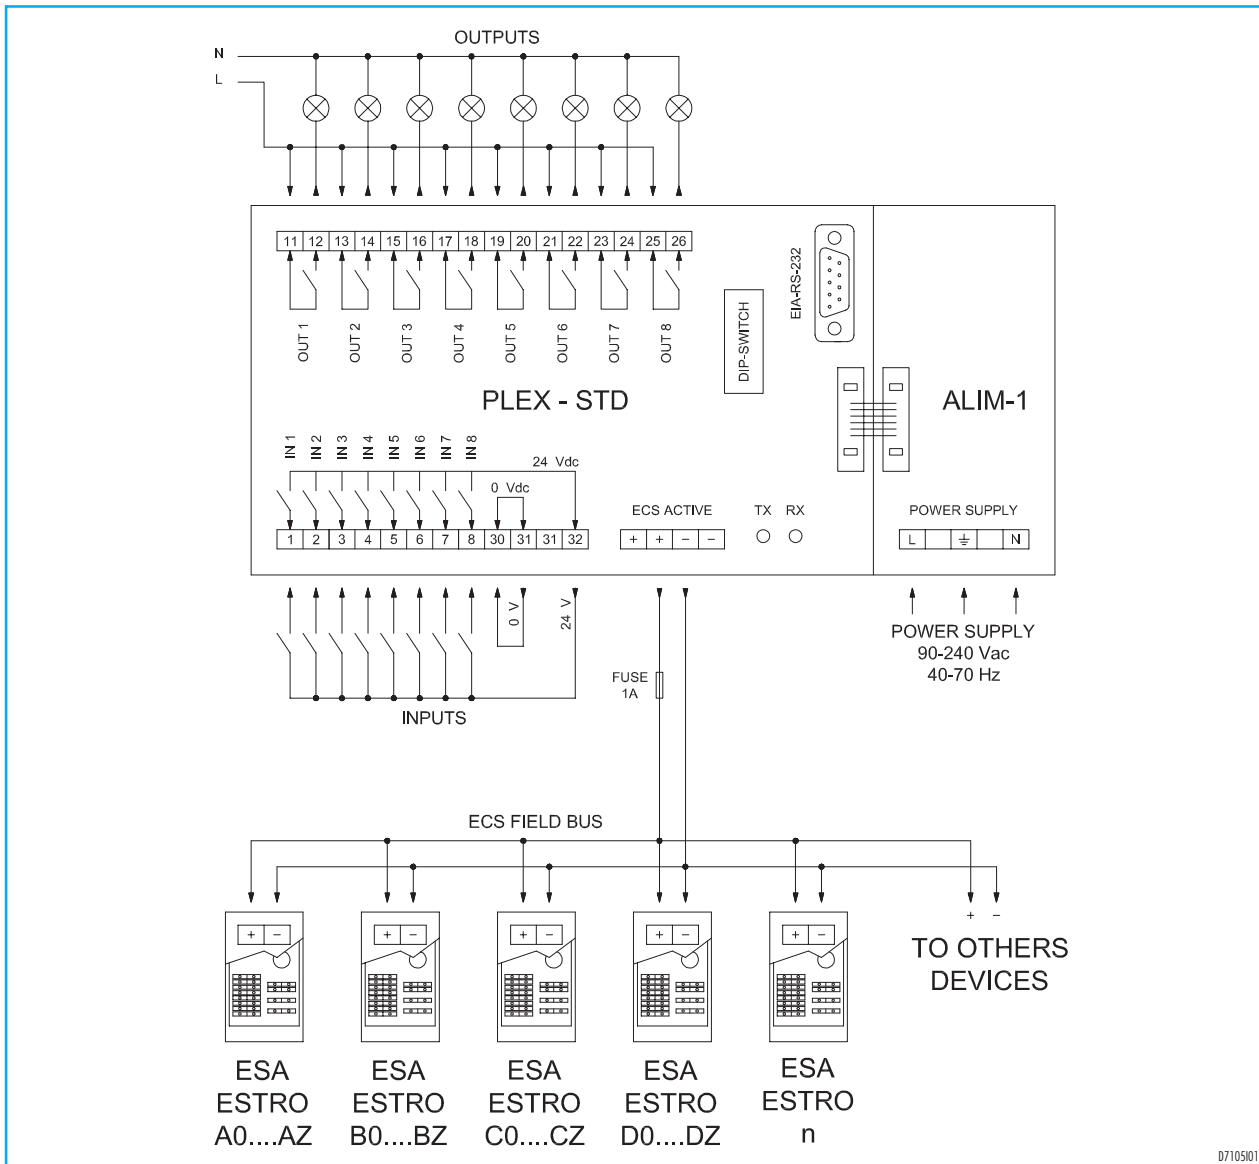 OUTPUTS
N
L
11 12 13 14 15 16 17 18 19 20 21 22 23 24 25 26
OUT 1 OUT 2 OUT 3 OUT 4 OUT 5 OUT 6 OUT 7 OUT 8
DIP-SWITCH
EIA-RS-232
PLEX - STD
ALIM-1
IN 1 IN 2 IN 3 IN 4 IN 5 IN 6 IN 7 IN 8
24 Vdc
0 Vdc
ECS ACTIVE
TX RX
POWER SUPPLY
1 2 3 4 5 6 7 8 30 31 31 32
+ + − −
L N
0 V
24 V
POWER SUPPLY
90-240 Vac
40-70 Hz
FUSE
1A
INPUTS
ECS FIELD BUS
+ −
+ −
+ −
+ −
+ −
+ −
TO OTHERS
DEVICES
ESA
ESTRO
A0....AZ
ESA
ESTRO
B0....BZ
ESA
ESTRO
C0....CZ
ESA
ESTRO
D0....DZ
ESA
ESTRO
n
D7105I01